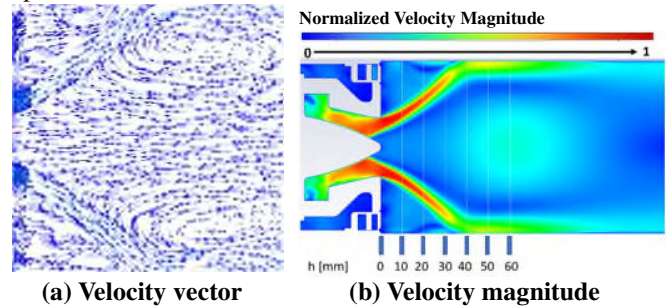 Normalized Velocity Magnitude
0 1
h [mm] 0 10 20 30 40 50 60
(a) Velocity vector (b) Velocity magnitude